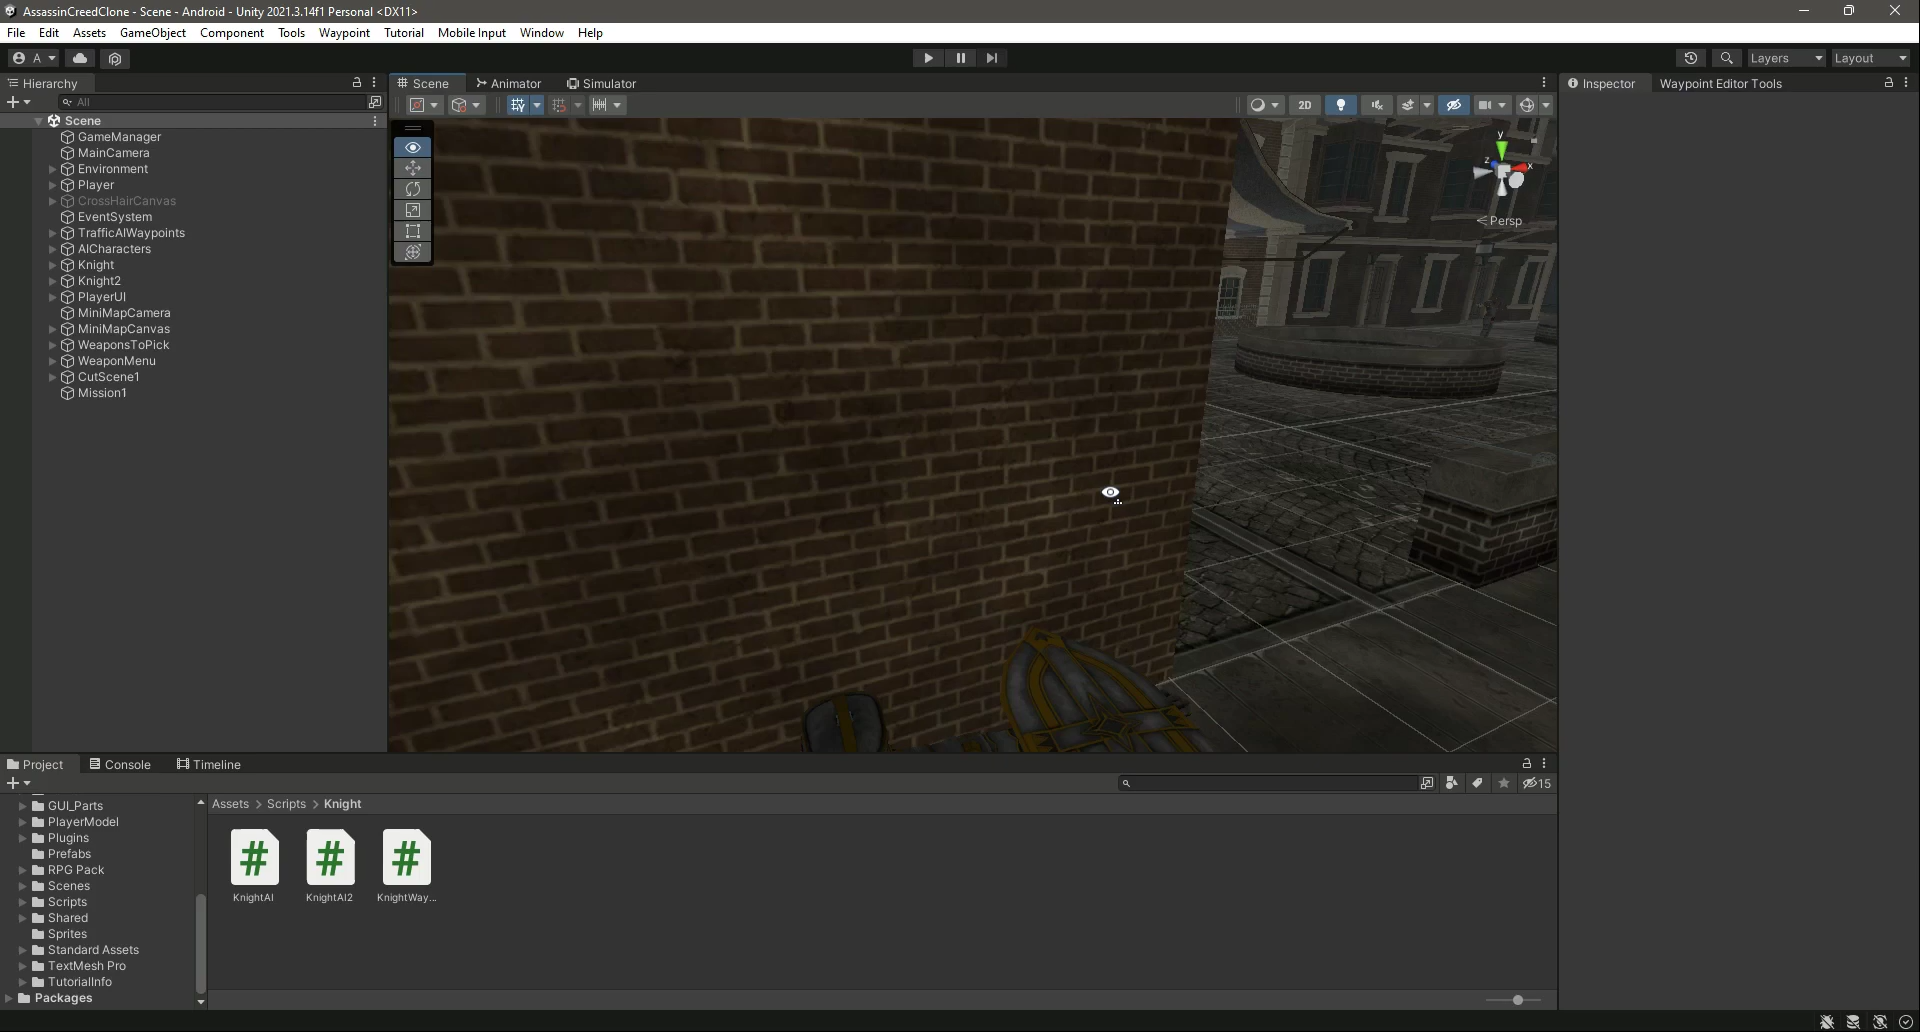 AssassinCreedClone - Scene - Android - Unity 2021.3.14f1 Personal <DX11>
File Edit Assets GameObject Component Tools Jobs Waypoint Tutorial Mobile Input Window Help
A Layers Layout
Hierarchy
Scene Animator Simulator
Inspector Waypoint Editor Tools
All
2D
Scene
GameManager
MainCamera
Environment
Player
CrossHairCanvas
EventSystem
TrafficAIWaypoints
AICharacters
Knight
Knight2
PlayerUI
MiniMapCamera
MiniMapCanvas
WeaponsToPick
WeaponMenu
CutScene1
Mission1
y
z
x
Persp
Project Console Timeline
15
GUI_Parts
PlayerModel
Plugins
Prefabs
RPG Pack
Scenes
Scripts
Shared
Sprites
Standard Assets
TextMesh Pro
TutorialInfo
Packages
Assets > Scripts > Knight
# # #
KnightAI KnightAI2 KnightWay...